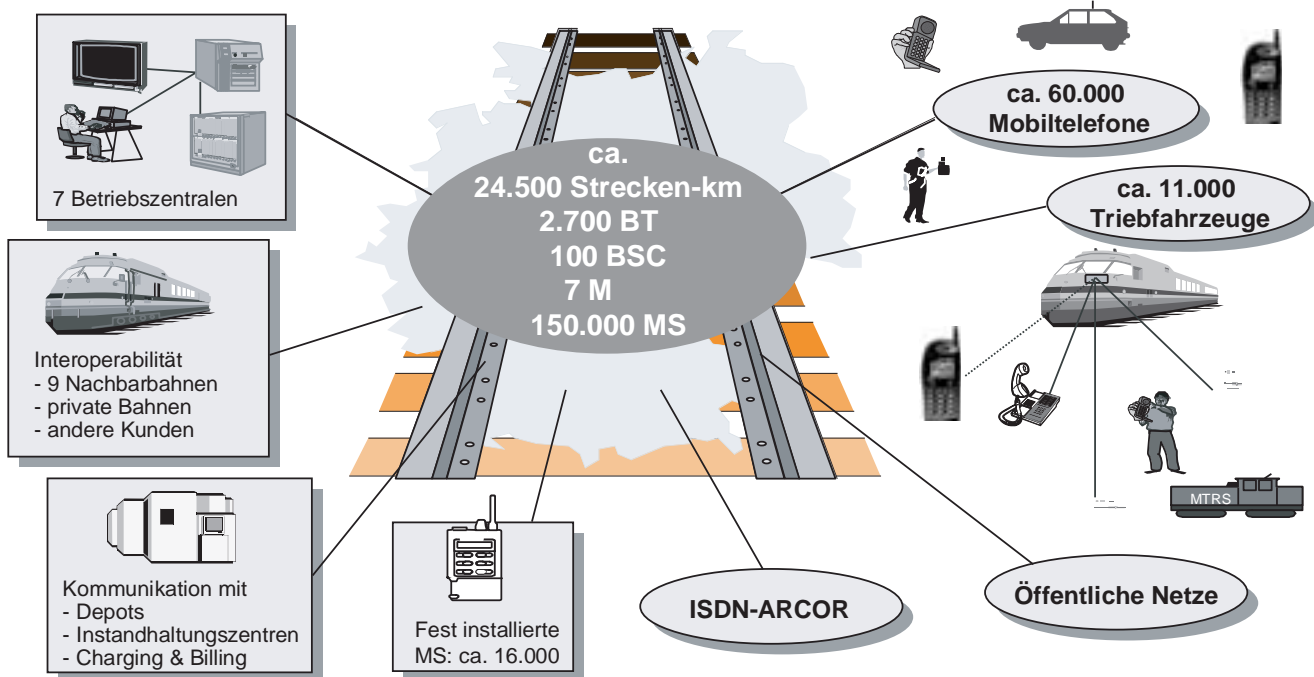 7 Betriebszentralen
Interoperabilität
- 9 Nachbarbahnen
- private Bahnen
- andere Kunden
Kommunikation mit
- Depots
- Instandhaltungszentren
- Charging & Billing
ca.
24.500 Strecken-km
2.700 BT
100 BSC
7 M
150.000 MS
Fest installierte
MS: ca. 16.000
ISDN-ARCOR
Öffentliche Netze
ca. 60.000
Mobiltelefone
ca. 11.000
Triebfahrzeuge
MTRS